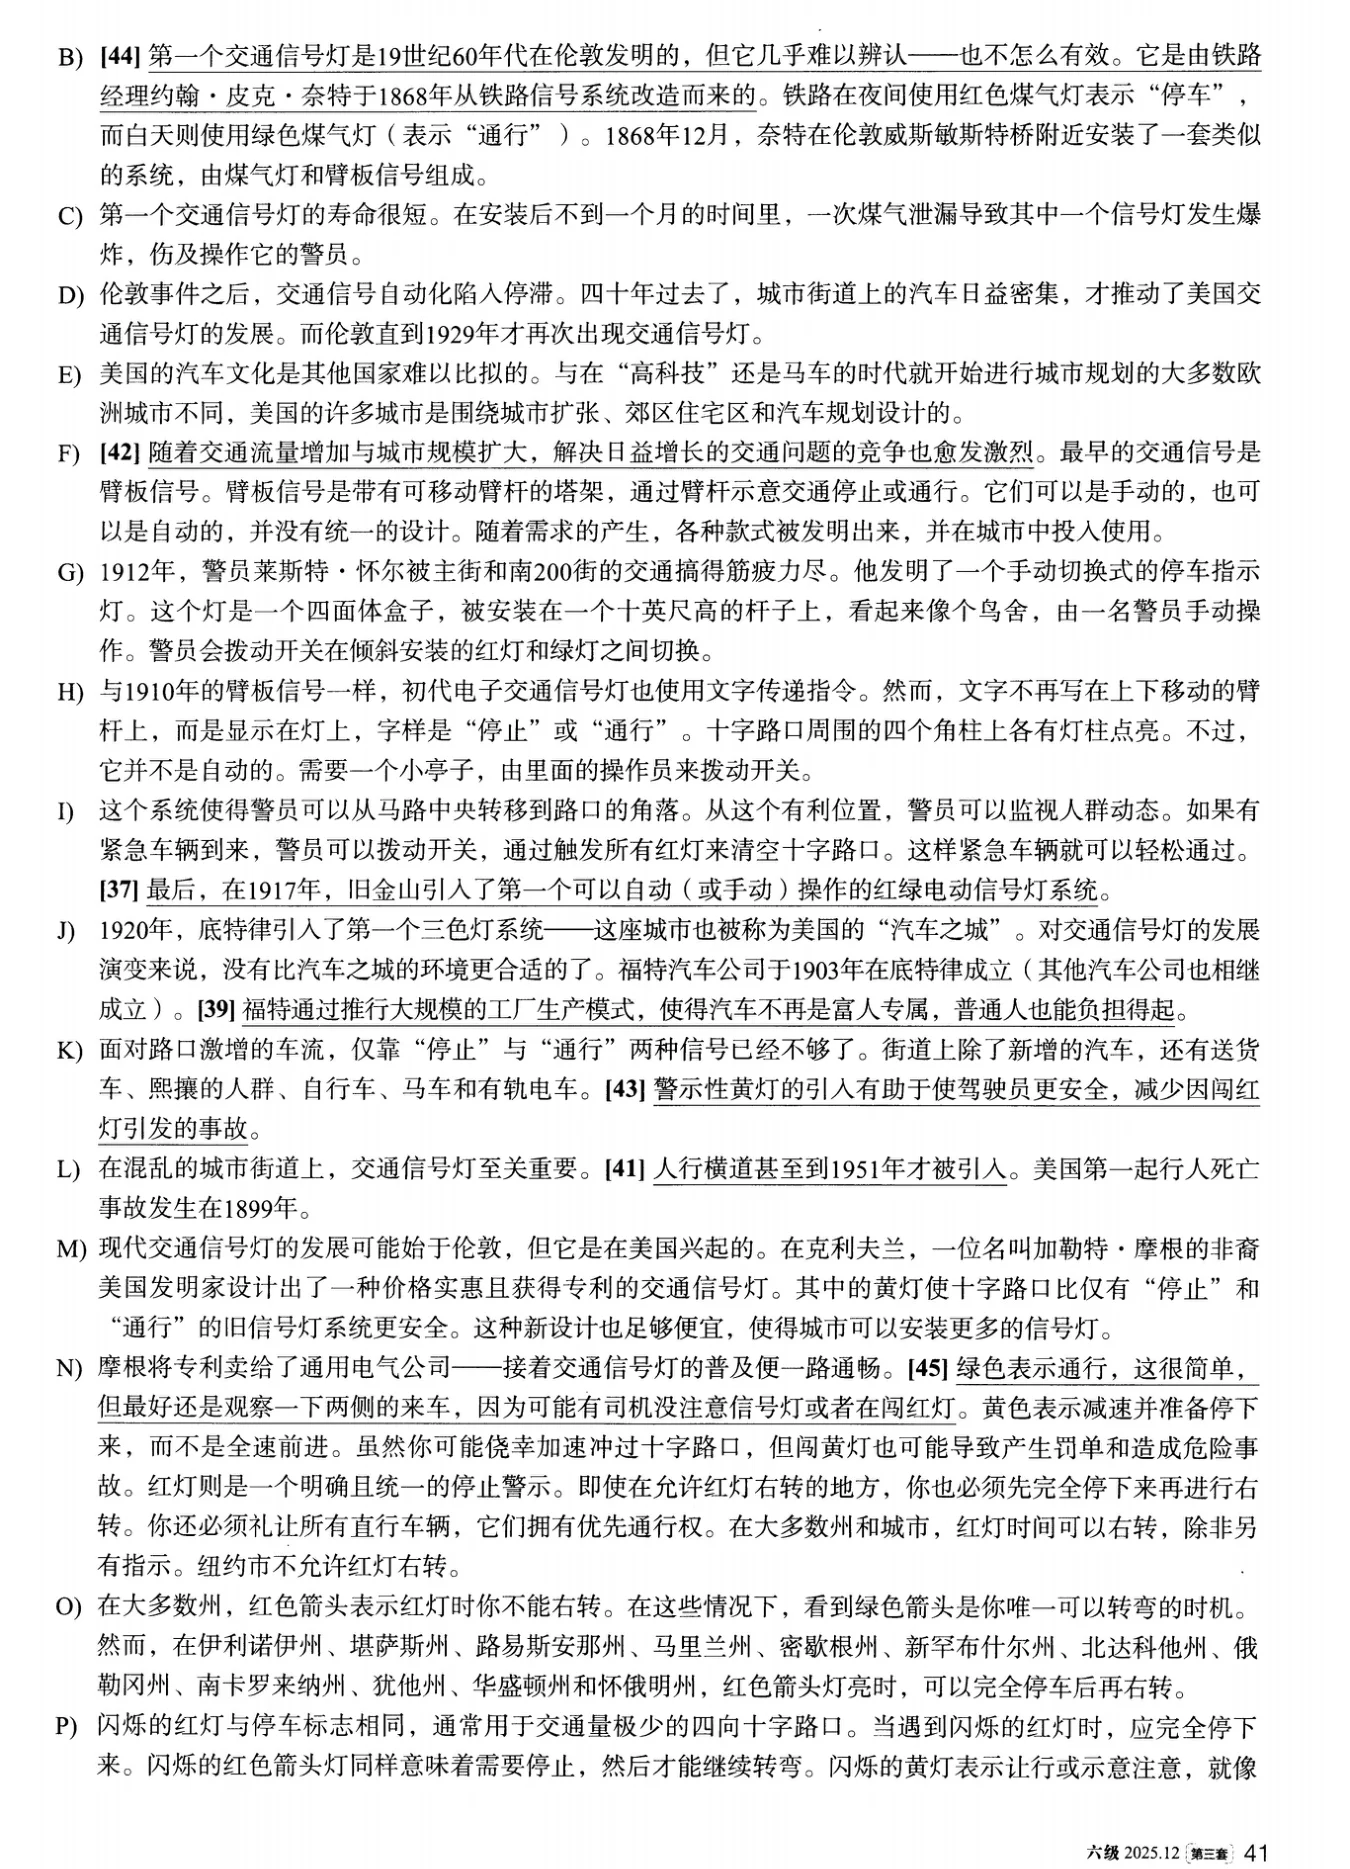 B) [44] 第一个交通信号灯是19世纪60年代在伦敦发明的，但它几乎难以辨认——也不怎么有效。它是由铁路
经理约翰·皮克·奈特于1868年从铁路信号系统改造而来的。铁路在夜间使用红色煤气灯表示“停车”，
而白天则使用绿色煤气灯（表示“通行”）。1868年12月，奈特在伦敦威斯敏斯特桥附近安装了一套类似
的系统，由煤气灯和臂板信号组成。
C) 第一个交通信号灯的寿命很短。在安装后不到一个月的时间里，一次煤气泄漏导致其中一个信号灯发生爆
炸，伤及操作它的警员。
D) 伦敦事件之后，交通信号自动化陷入停滞。四十年过去了，城市街道上的汽车日益密集，才推动了美国交
通信号灯的发展。而伦敦直到1929年才再次出现交通信号灯。
E) 美国的汽车文化是其他国家难以比拟的。与在“高科技”还是马车的时代就开始进行城市规划的大多数欧
洲城市不同，美国的许多城市是围绕城市扩张、郊区住宅区和汽车规划设计的。
F) [42] 随着交通流量增加与城市规模扩大，解决日益增长的交通问题的竞争也愈发激烈。最早的交通信号是
臂板信号。臂板信号是带有可移动臂杆的塔架，通过臂杆示意交通停止或通行。它们可以是手动的，也可
以是自动的，并没有统一的设计。随着需求的产生，各种款式被发明出来，并在城市中投入使用。
G) 1912年，警员莱斯特·怀尔被主街和南200街的交通搞得筋疲力尽。他发明了一个手动切换式的停车指示
灯。这个灯是一个四面体盒子，被安装在一个十英尺高的杆子上，看起来像个鸟舍，由一名警员手动操
作。警员会拨动开关在倾斜安装的红灯和绿灯之间切换。
H) 与1910年的臂板信号一样，初代电子交通信号灯也使用文字传递指令。然而，文字不再写在上下移动的臂
杆上，而是显示在灯上，字样是“停止”或“通行”。十字路口周围的四个角柱上各有灯柱点亮。不过，
它并不是自动的。需要一个小亭子，由里面的操作员来拨动开关。
I) 这个系统使得警员可以从马路中央转移到路口的角落。从这个有利位置，警员可以监视人群动态。如果有
紧急车辆到来，警员可以拨动开关，通过触发所有红灯来清空十字路口。这样紧急车辆就可以轻松通过。
[37] 最后，在1917年，旧金山引入了第一个可以自动（或手动）操作的红绿电动信号灯系统。
J) 1920年，底特律引入了第一个三色灯系统——这座城市也被称为美国的“汽车之城”。对交通信号灯的发展
演变来说，没有比汽车之城的环境更合适的了。福特汽车公司于1903年在底特律成立（其他汽车公司也相继
成立）。[39] 福特通过推行大规模的工厂生产模式，使得汽车不再是富人专属，普通人也能负担得起。
K) 面对路口激增的车流，仅靠“停止”与“通行”两种信号已经不够了。街道上除了新增的汽车，还有送货
车、熙攘的人群、自行车、马车和有轨电车。[43] 警示性黄灯的引入有助于使驾驶员更安全，减少因闯红
灯引发的事故。
L) 在混乱的城市街道上，交通信号灯至关重要。[41] 人行横道甚至到1951年才被引入。美国第一起行人死亡
事故发生在1899年。
M) 现代交通信号灯的发展可能始于伦敦，但它是在美国兴起的。在克利夫兰，一位名叫加勒特·摩根的非裔
美国发明家设计出了一种价格实惠且获得专利的交通信号灯。其中的黄灯使十字路口比仅有“停止”和
“通行”的旧信号灯系统更安全。这种新设计也足够便宜，使得城市可以安装更多的信号灯。
N) 摩根将专利卖给了通用电气公司——接着交通信号灯的普及便一路通畅。[45] 绿色表示通行，这很简单，
但最好还是观察一下两侧的来车，因为可能有司机没注意信号灯或者在闯红灯。黄色表示减速并准备停下
来，而不是全速前进。虽然你可能侥幸加速冲过十字路口，但闯黄灯也可能导致产生罚单和造成危险事
故。红灯则是一个明确且统一的停止警示。即使在允许红灯右转的地方，你也必须先完全停下来再进行右
转。你还必须礼让所有直行车辆，它们拥有优先通行权。在大多数州和城市，红灯时间可以右转，除非另
有指示。纽约市不允许红灯右转。
O) 在大多数州，红色箭头表示红灯时你不能右转。在这些情况下，看到绿色箭头是你唯一可以转弯的时机。
然而，在伊利诺伊州、堪萨斯州、路易斯安那州、马里兰州、密歇根州、新罕布什尔州、北达科他州、俄
勒冈州、南卡罗来纳州、犹他州、华盛顿州和怀俄明州，红色箭头灯亮时，可以完全停车后再右转。
P) 闪烁的红灯与停车标志相同，通常用于交通量极少的四向十字路口。当遇到闪烁的红灯时，应完全停下
来。闪烁的红色箭头灯同样意味着需要停止，然后才能继续转弯。闪烁的黄灯表示让行或示意注意，就像
六级 2025.12 第三套 41